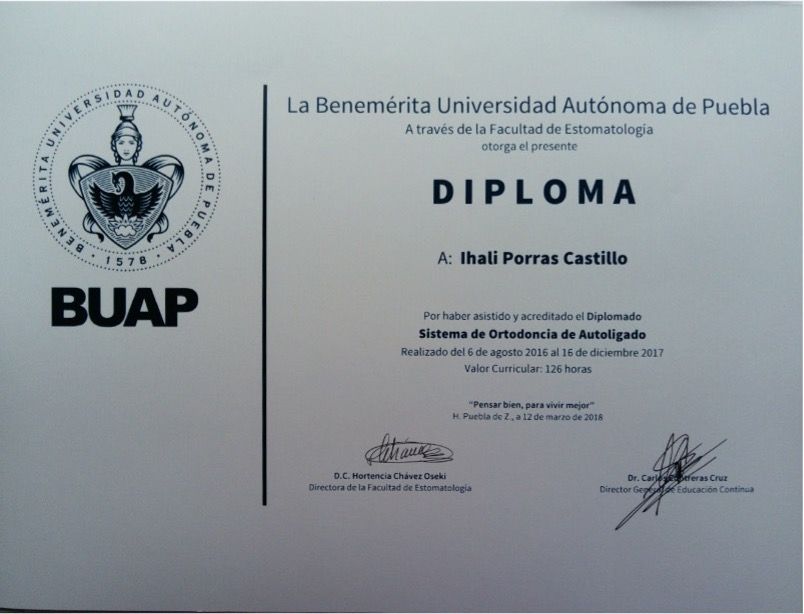 BENEMÉRITA UNIVERSIDAD AUTÓNOMA DE PUEBLA
· 1578 ·
BUAP
La Benemérita Universidad Autónoma de Puebla
A través de la Facultad de Estomatología
otorga el presente
DIPLOMA
A: Ihali Porras Castillo
Por haber asistido y acreditado el Diplomado
Sistema de Ortodoncia de Autoligado
Realizado del 6 de agosto 2016 al 16 de diciembre 2017
Valor Curricular: 126 horas
"Pensar bien, para vivir mejor"
H. Puebla de Z., a 12 de marzo de 2018
D.C. Hortencia Chávez Oseki
Directora de la Facultad de Estomatología
Dr. Carlos Contreras Cruz
Director General de Educación Continua